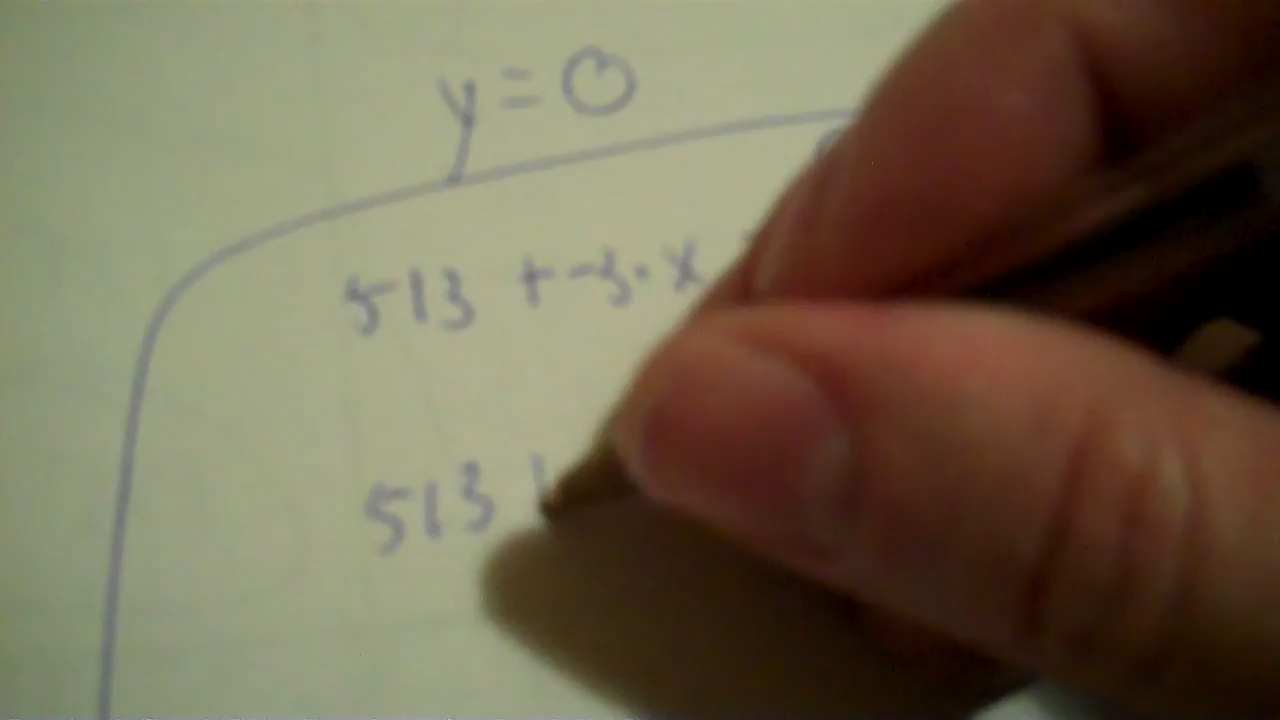 y = 0
513 + -3 · x
513